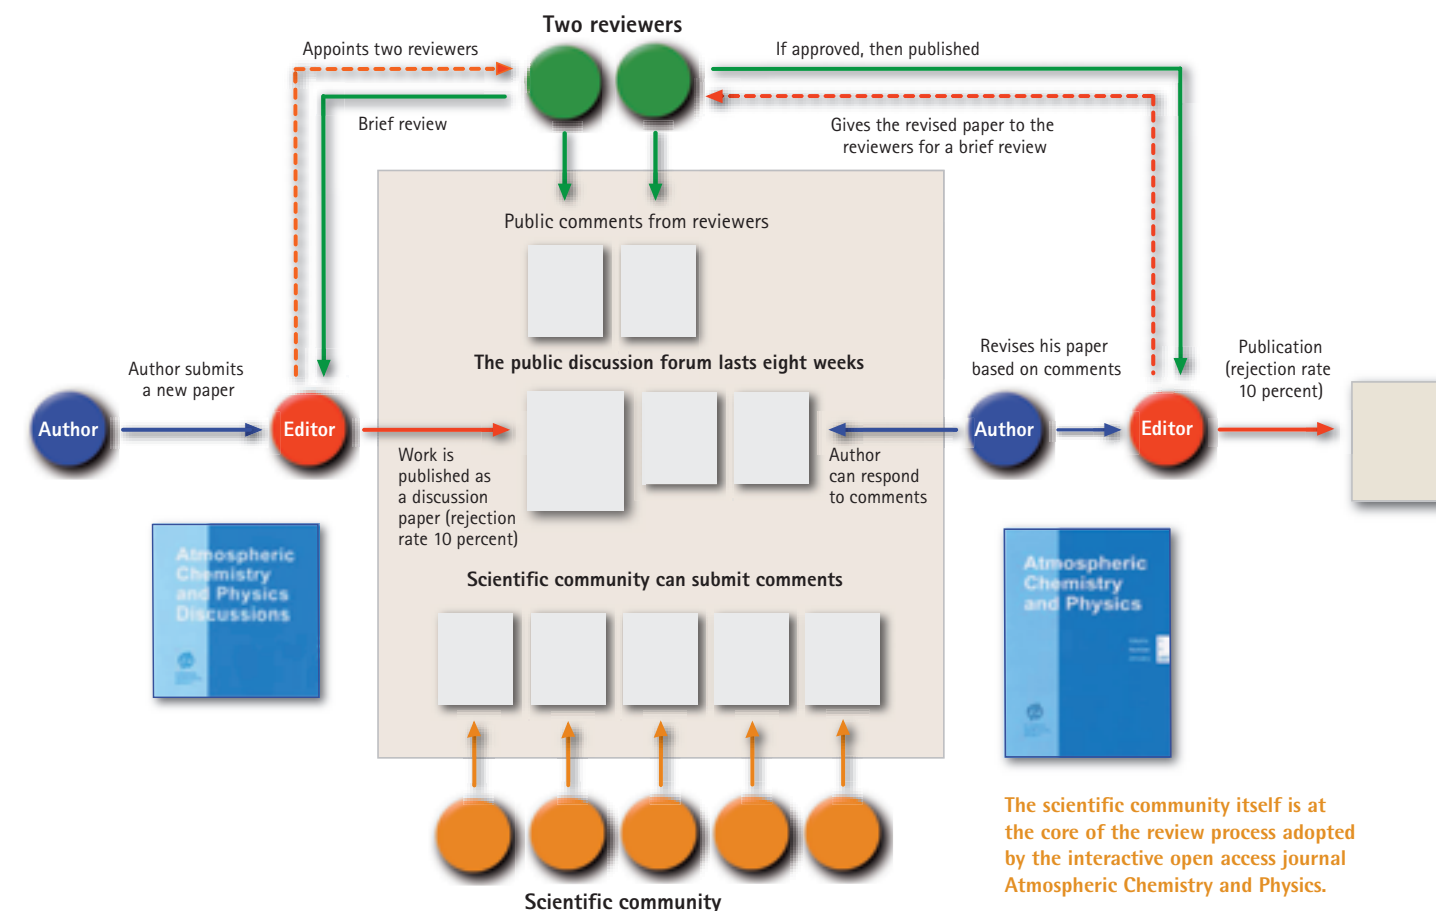 Two reviewers
Appoints two reviewers
If approved, then published
Brief review
Gives the revised paper to the
reviewers for a brief review
Public comments from reviewers
The public discussion forum lasts eight weeks
Author submits
a new paper
Revises his paper
based on comments
Publication
(rejection rate
10 percent)
Author
Editor
Author
Editor
Work is
published as
a discussion
paper (rejection
rate 10 percent)
Author
can respond
to comments
Atmospheric
Chemistry
and Physics
Discussions
Atmospheric
Chemistry
and Physics
Scientific community can submit comments
Scientific community
The scientific community itself is at
the core of the review process adopted
by the interactive open access journal
Atmospheric Chemistry and Physics.